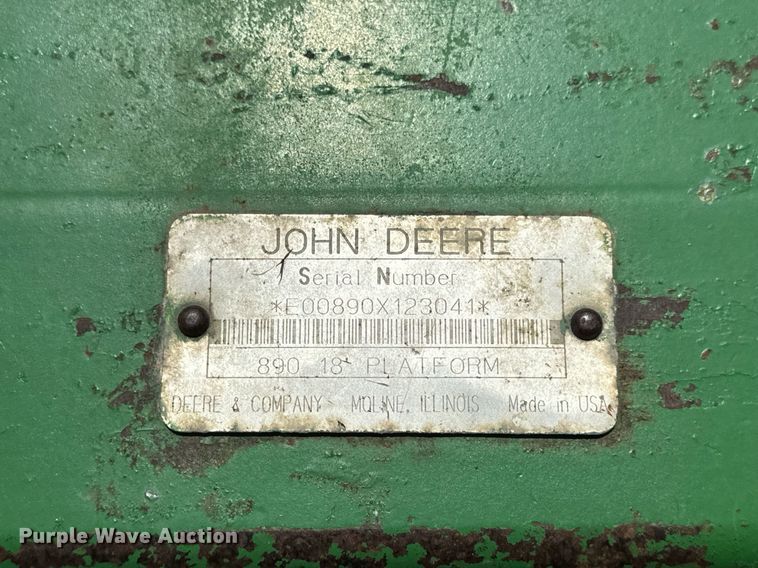 JOHN DEERE
Serial Number
*E00890X123041*
890 18' PLATFORM
DEERE & COMPANY MOLINE, ILLINOIS Made in USA
Purple Wave Auction